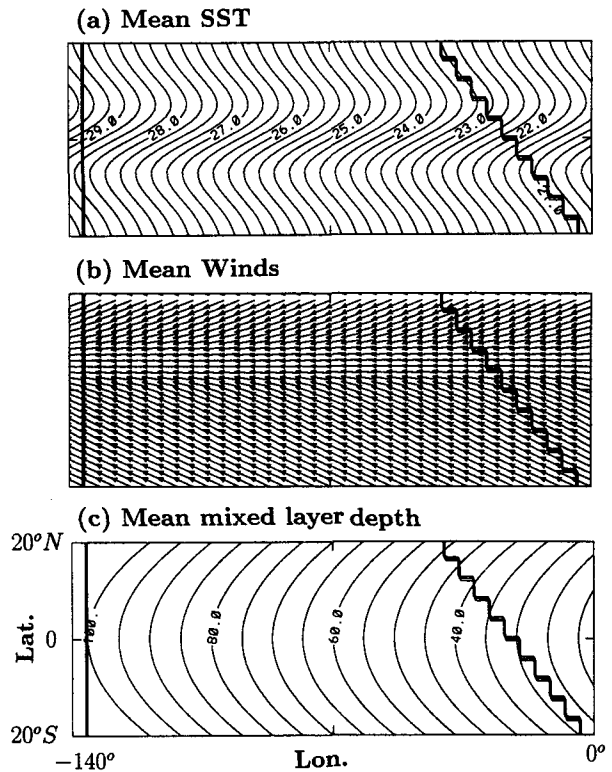 (a) Mean SST
29.0 28.0 27.0 26.0 25.0 24.0 23.0 22.0
(b) Mean Winds
(c) Mean mixed layer depth
20°N
Lat.
0
20°S
100. 80.0 60.0 40.0
−140° Lon. 0°